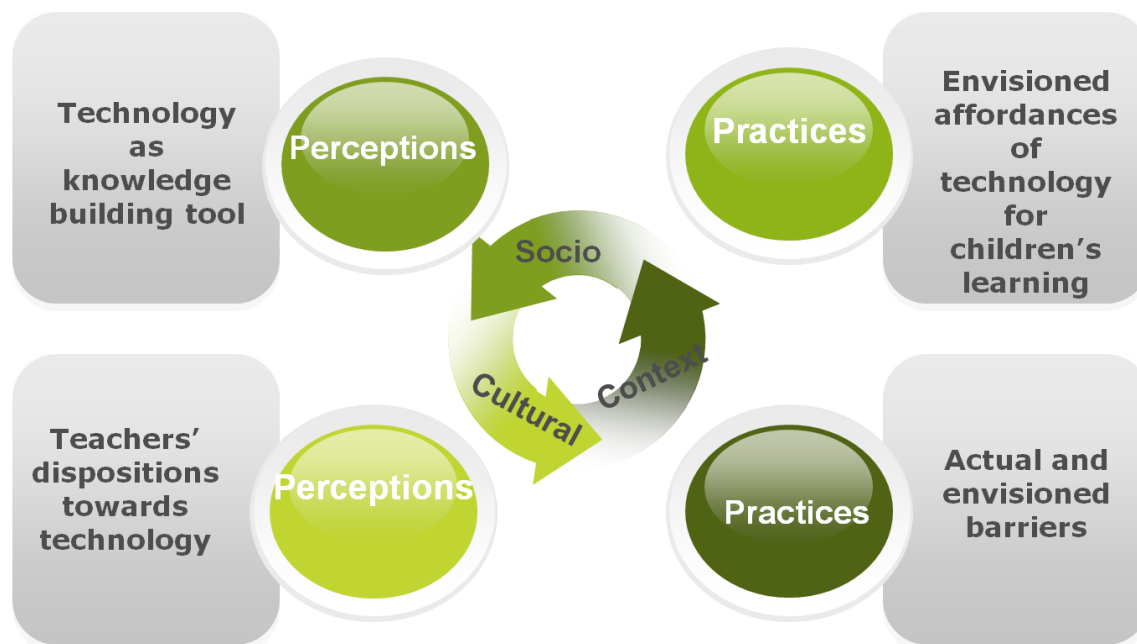 Technology
as
knowledge
building tool
Perceptions
Practices
Envisioned
affordances
of
technology
for
children’s
learning
Socio
Cultural
Context
Teachers’
dispositions
towards
technology
Perceptions
Practices
Actual and
envisioned
barriers